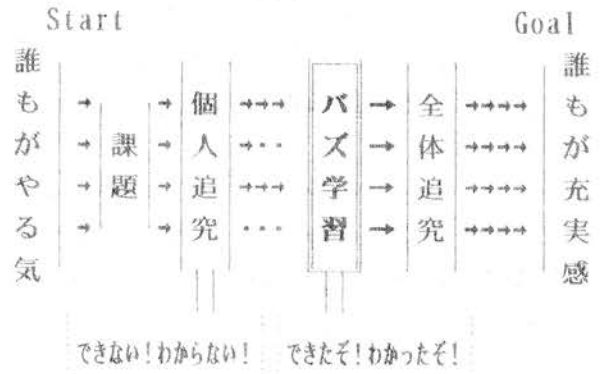 Start
Goal
誰もがやる気
課題
個人追究
バズ学習
全体追究
誰もが充実感
できない!わからない!
できたぞ!わかったぞ!